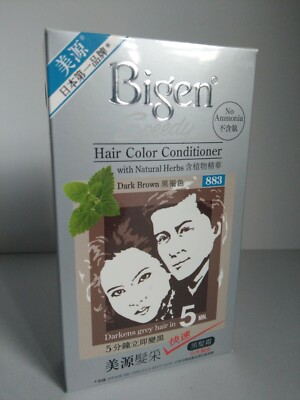 美源®
日本第一品牌*
Bigen®
Speedy
No
Ammonia
不含氨
Hair Color Conditioner
with Natural Herbs 含植物精華
Dark Brown 黑褐色 883
Darkens grey hair in 5
5分鐘立即變黑
快速
美源髮采